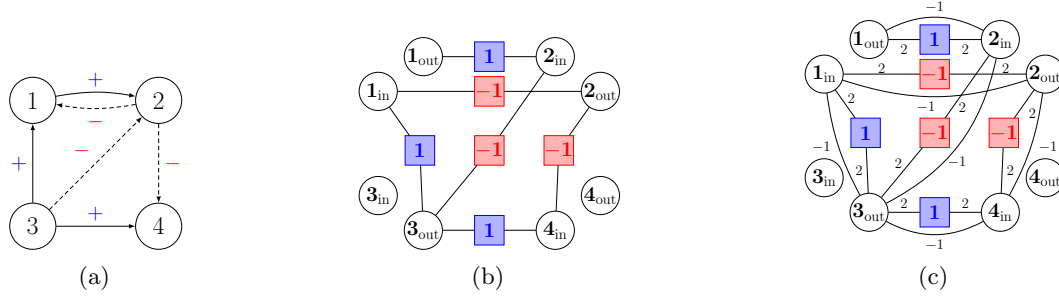 1 + 2
−
+ − −
3 + 4
(a)
1out 1 2in
1in −1 2out
1 −1 −1
3in 4out
3out 1 4in
(b)
−1
1out 2 1 2 2in
1in 2 −1 2 2out
2 −1 2 2
1 −1 −1
−1 2 2 −1 2 −1
3in 4out
3out 2 1 2 4in
−1
(c)